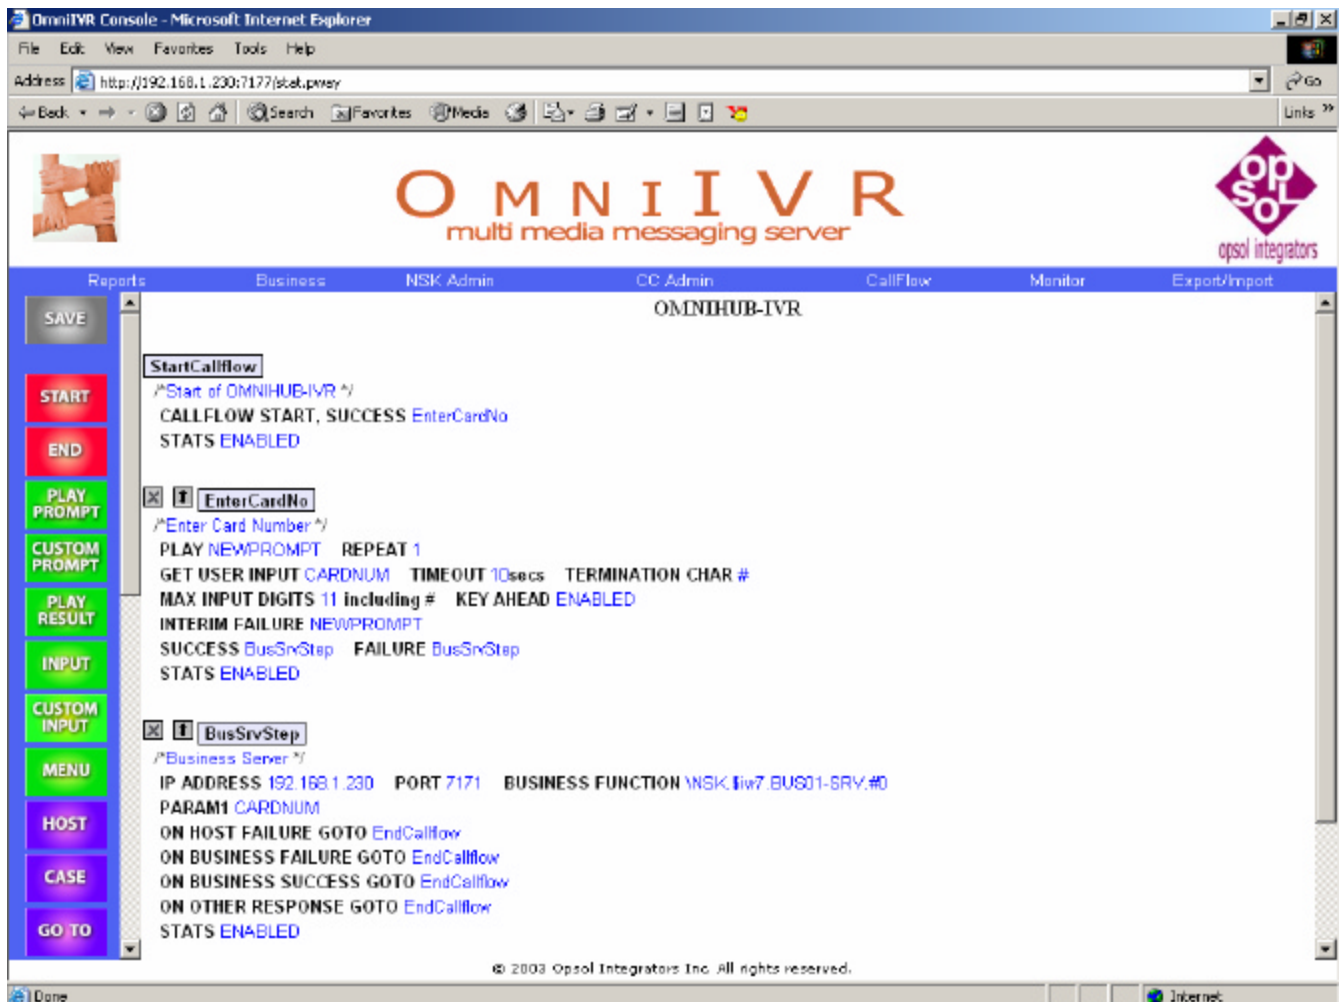 OmniIVR Console - Microsoft Internet Explorer
File Edit View Favorites Tools Help
Address http://192.168.1.230:7177/stat.pway Go
Back Search Favorites Media Links »
OMNIIVR
multi media messaging server
op
sol
opsol integrators
Reports Business NSK Admin CC Admin CallFlow Monitor Export/Import
SAVE
START
END
PLAY
PROMPT
CUSTOM
PROMPT
PLAY
RESULT
INPUT
CUSTOM
INPUT
MENU
HOST
CASE
GO TO
OMNIHUB-IVR
StartCallflow
/*Start of OMNIHUB-IVR */
CALLFLOW START, SUCCESS EnterCardNo
STATS ENABLED
EnterCardNo
/*Enter Card Number */
PLAY NEWPROMPT REPEAT 1
GET USER INPUT CARDNUM TIMEOUT 10secs TERMINATION CHAR #
MAX INPUT DIGITS 11 including # KEY AHEAD ENABLED
INTERIM FAILURE NEWPROMPT
SUCCESS BusSrvStep FAILURE BusSrvStep
STATS ENABLED
BusSrvStep
/*Business Server */
IP ADDRESS 192.168.1.230 PORT 7171 BUSINESS FUNCTION \NSK.$iw7.BUS01-SRV.#0
PARAM1 CARDNUM
ON HOST FAILURE GOTO EndCallflow
ON BUSINESS FAILURE GOTO EndCallflow
ON BUSINESS SUCCESS GOTO EndCallflow
ON OTHER RESPONSE GOTO EndCallflow
STATS ENABLED
© 2003 Opsol Integrators Inc. All rights reserved.
Done Internet